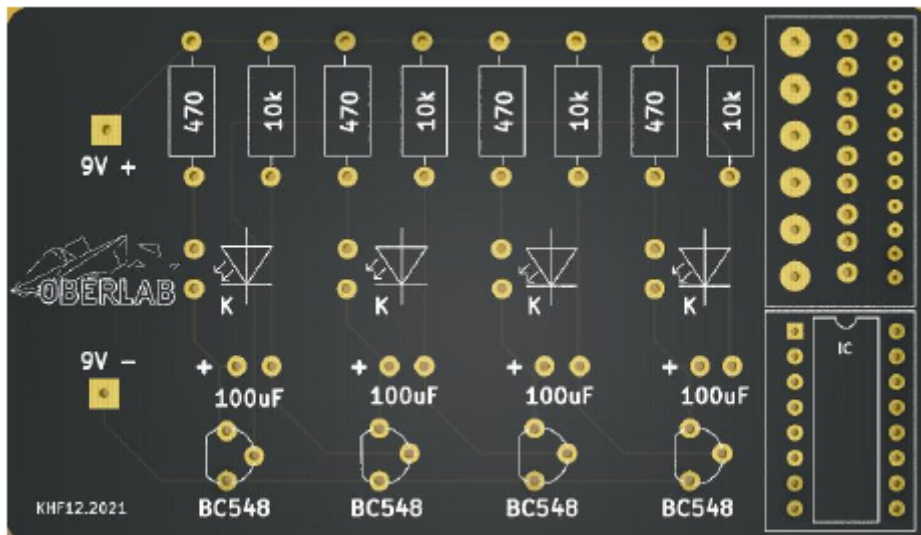 470 10k 470 10k 470 10k 470 10k
9V +
OBERLAB
K K K K
IC
9V -
+ + + +
100uF 100uF 100uF 100uF
BC548 BC548 BC548 BC548
KHF12.2021